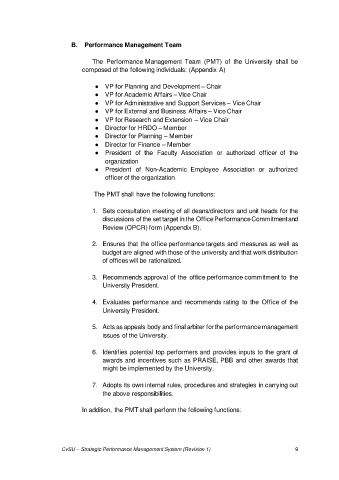 B. Performance Management Team
The Performance Management Team (PMT) of the University shall be
composed of the following individuals: (Appendix A)
● VP for Planning and Development – Chair
● VP for Academic Affairs – Vice Chair
● VP for Administrative and Support Services – Vice Chair
● VP for External and Business Affairs – Vice Chair
● VP for Research and Extension – Vice Chair
● Director for HRDO – Member
● Director for Planning – Member
● Director for Finance – Member
● President of the Faculty Association or authorized officer of the
organization
● President of Non-Academic Employee Association or authorized
officer of the organization
The PMT shall have the following functions:
1. Sets consultation meeting of all deans/directors and unit heads for the
discussions of the set target in the Office Performance Commitment and
Review (OPCR) form (Appendix B).
2. Ensures that the office performance targets and measures as well as
budget are aligned with those of the university and that work distribution
of offices will be rationalized.
3. Recommends approval of the office performance commitment to the
University President.
4. Evaluates performance and recommends rating to the Office of the
University President.
5. Acts as appeals body and final arbiter for the performance management
issues of the University.
6. Identifies potential top performers and provides inputs to the grant of
awards and incentives such as PRAISE, PBB and other awards that
might be implemented by the University.
7. Adopts its own internal rules, procedures and strategies in carrying out
the above responsibilities.
In addition, the PMT shall perform the following functions:
CvSU – Strategic Performance Management System (Revision 1) 9